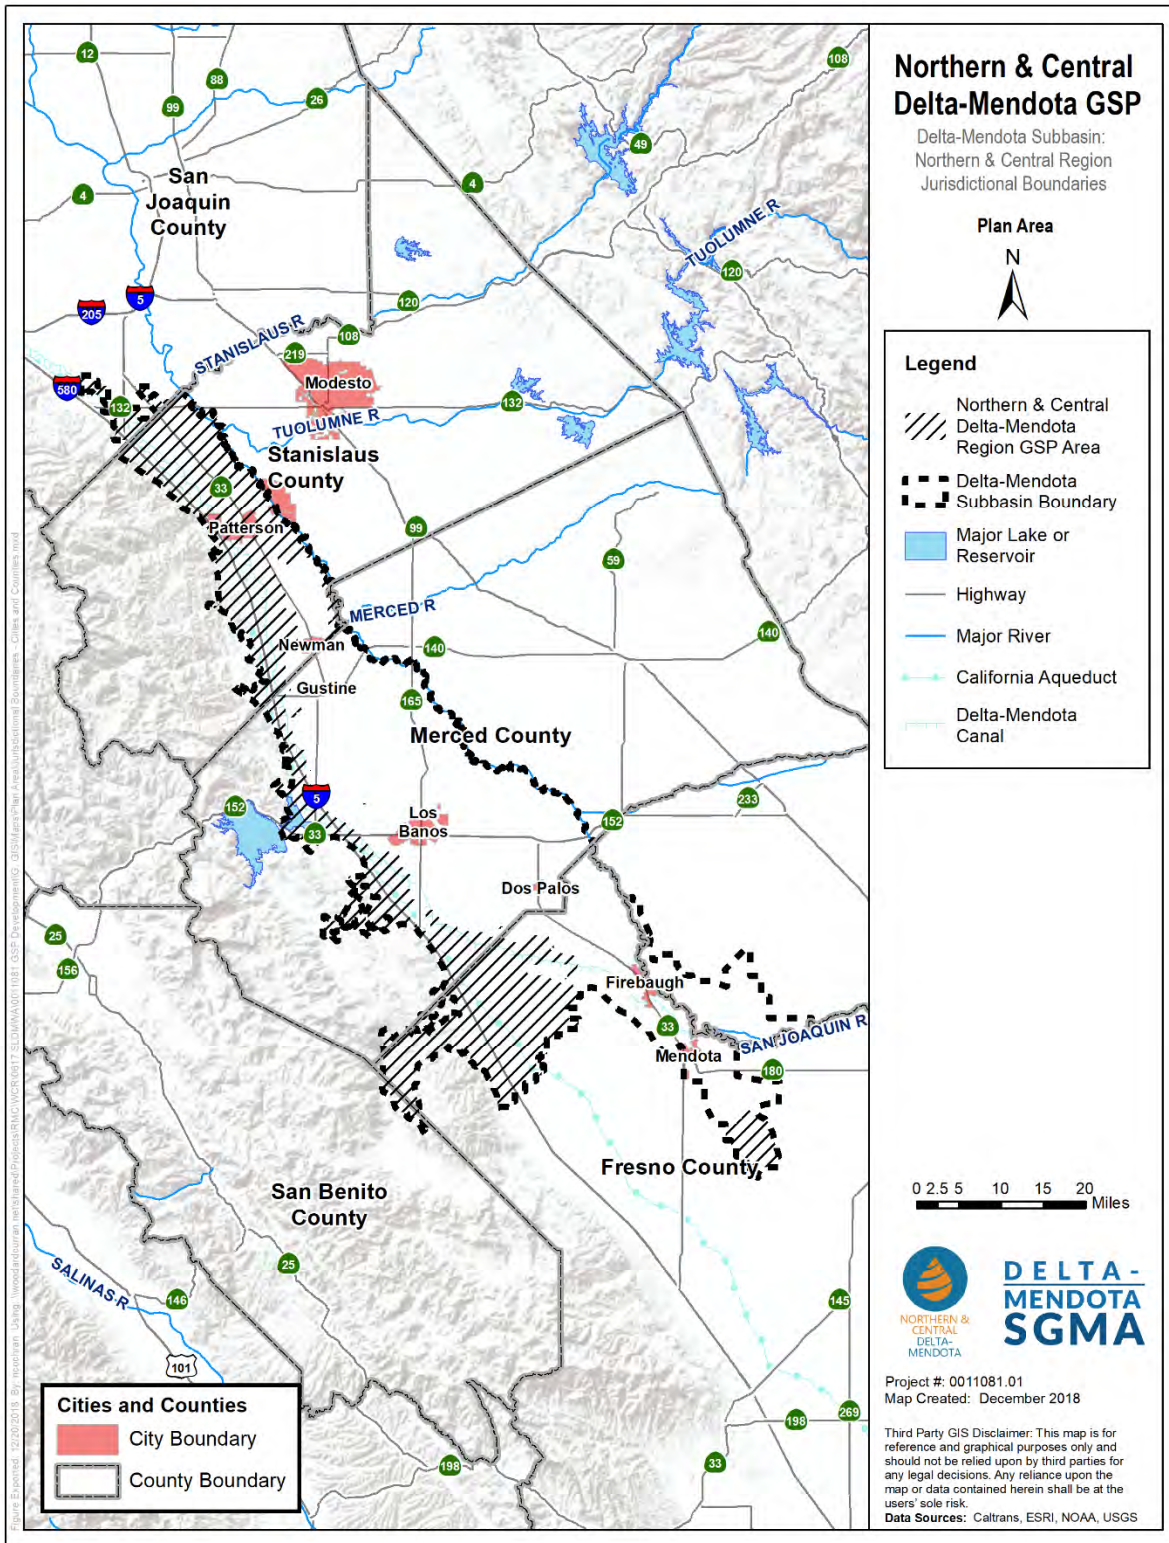 Northern & Central
Delta-Mendota GSP
Delta-Mendota Subbasin:
Northern & Central Region
Jurisdictional Boundaries
Plan Area
N
Legend
Northern & Central
Delta-Mendota
Region GSP Area
Delta-Mendota
Subbasin Boundary
Major Lake or
Reservoir
Highway
Major River
California Aqueduct
Delta-Mendota
Canal
0 2.5 5 10 15 20
Miles
NORTHERN &
CENTRAL
DELTA-
MENDOTA
DELTA-
MENDOTA
SGMA
Project #: 0011081.01
Map Created: December 2018
Third Party GIS Disclaimer: This map is for
reference and graphical purposes only and
should not be relied upon by third parties for
any legal decisions. Any reliance upon the
map or data contained herein shall be at the
users' sole risk.
Data Sources: Caltrans, ESRI, NOAA, USGS
12
88
108
99
26
49
San
Joaquin
County
4
4
TUOLUMNE R
120
5
205
120
STANISLAUS R
108
219
580
Modesto
132
132
TUOLUMNE R
Stanislaus
County
33
Patterson
99
59
MERCED R
Newman
140
140
Gustine
165
Merced County
5
152
233
Los
Banos
152
33
Dos Palos
25
156
Firebaugh
33
SAN JOAQUIN R
Mendota
180
Fresno County
San Benito
County
25
SALINAS R
146
145
101
198
269
198
33
Cities and Counties
City Boundary
County Boundary